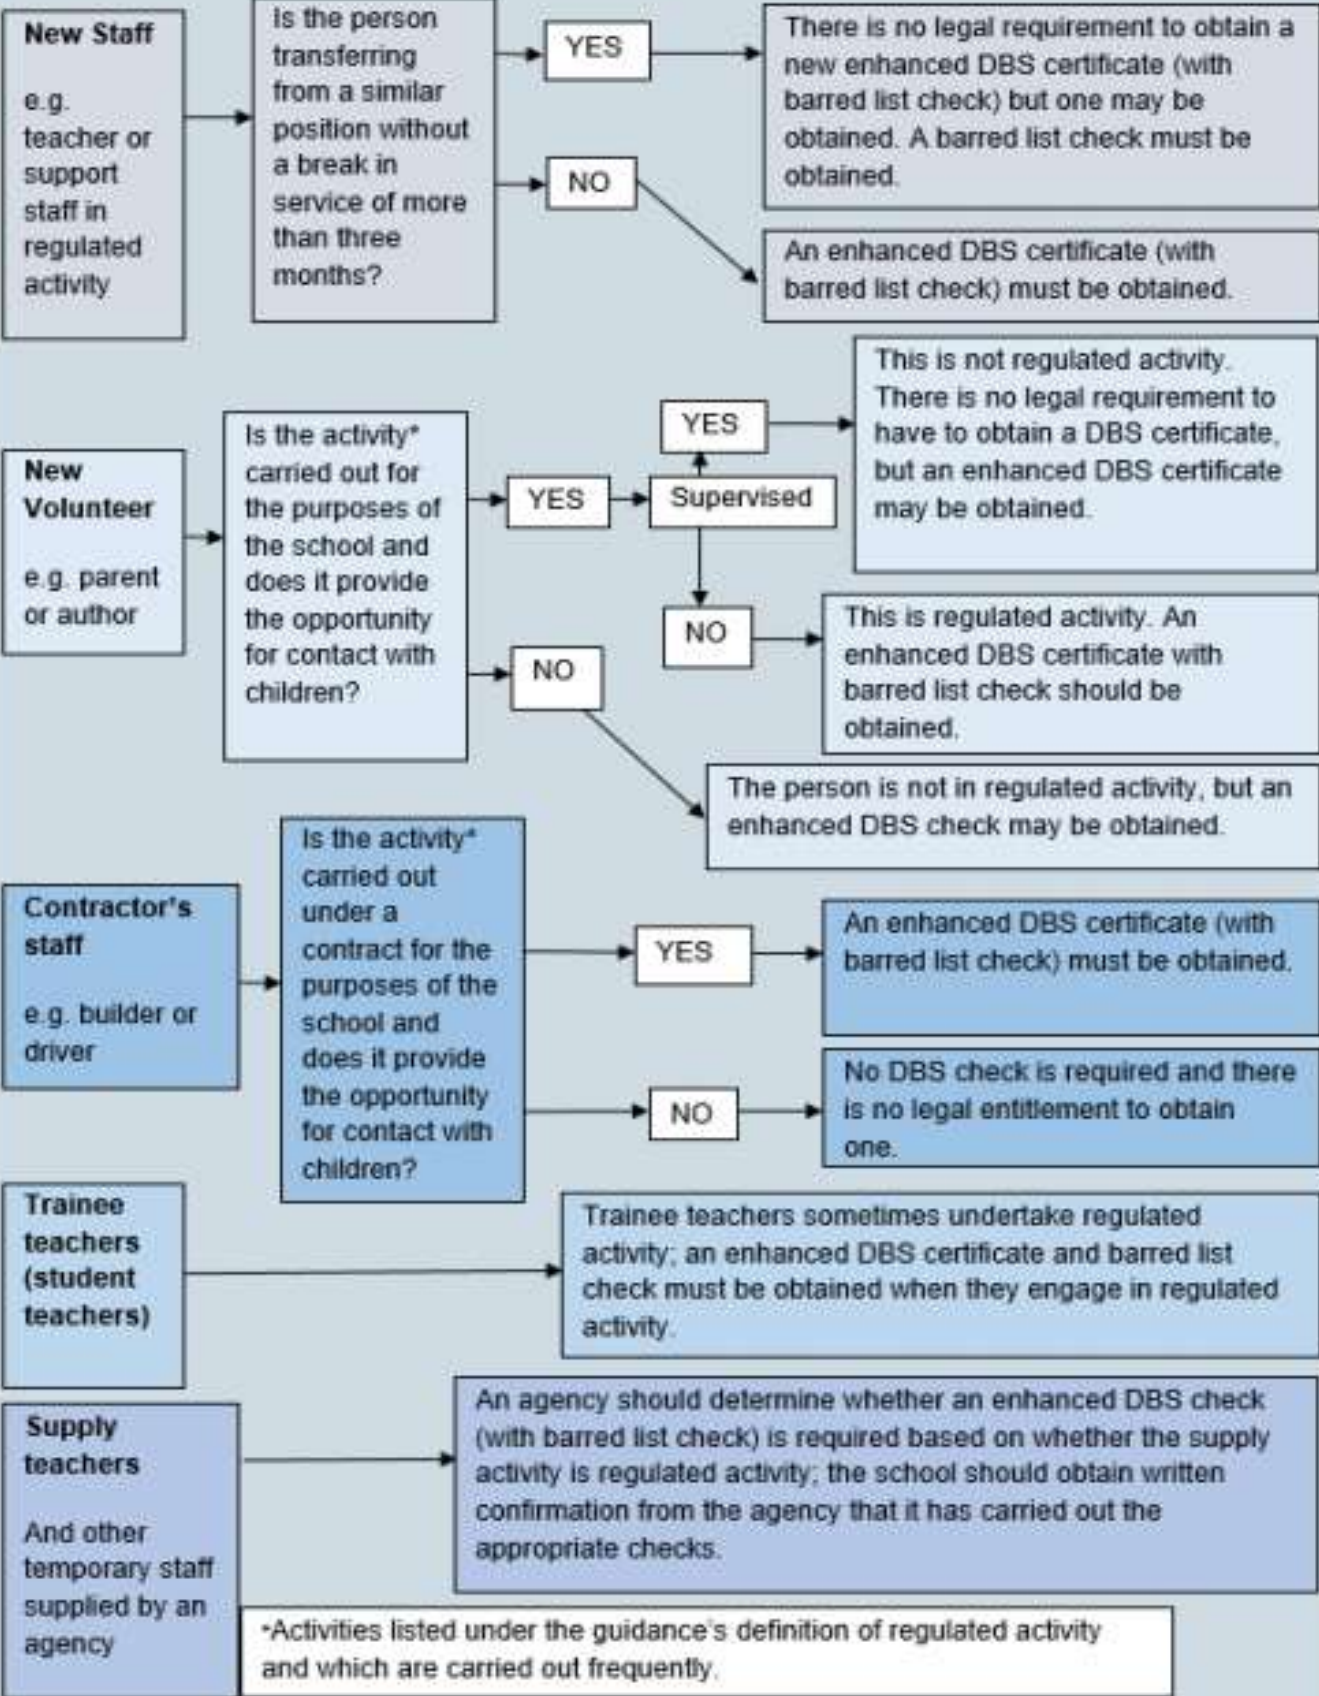 New Staff
e.g.
teacher or
support
staff in
regulated
activity
Is the person
transferring
from a similar
position without
a break in
service of more
than three
months?
YES
There is no legal requirement to obtain a
new enhanced DBS certificate (with
barred list check) but one may be
obtained. A barred list check must be
obtained.
NO
An enhanced DBS certificate (with
barred list check) must be obtained.
New
Volunteer
e.g. parent
or author
Is the activity*
carried out for
the purposes of
the school and
does it provide
the opportunity
for contact with
children?
YES
Supervised
YES
This is not regulated activity.
There is no legal requirement to
have to obtain a DBS certificate,
but an enhanced DBS certificate
may be obtained.
NO
This is regulated activity. An
enhanced DBS certificate with
barred list check should be
obtained.
NO
The person is not in regulated activity, but an
enhanced DBS check may be obtained.
Contractor's
staff
e.g. builder or
driver
Is the activity*
carried out
under a
contract for the
purposes of the
school and
does it provide
the opportunity
for contact with
children?
YES
An enhanced DBS certificate (with
barred list check) must be obtained.
NO
No DBS check is required and there
is no legal entitlement to obtain
one.
Trainee
teachers
(student
teachers)
Trainee teachers sometimes undertake regulated
activity; an enhanced DBS certificate and barred list
check must be obtained when they engage in regulated
activity.
Supply
teachers
And other
temporary staff
supplied by an
agency
An agency should determine whether an enhanced DBS check
(with barred list check) is required based on whether the supply
activity is regulated activity; the school should obtain written
confirmation from the agency that it has carried out the
appropriate checks.
*Activities listed under the guidance's definition of regulated activity
and which are carried out frequently.